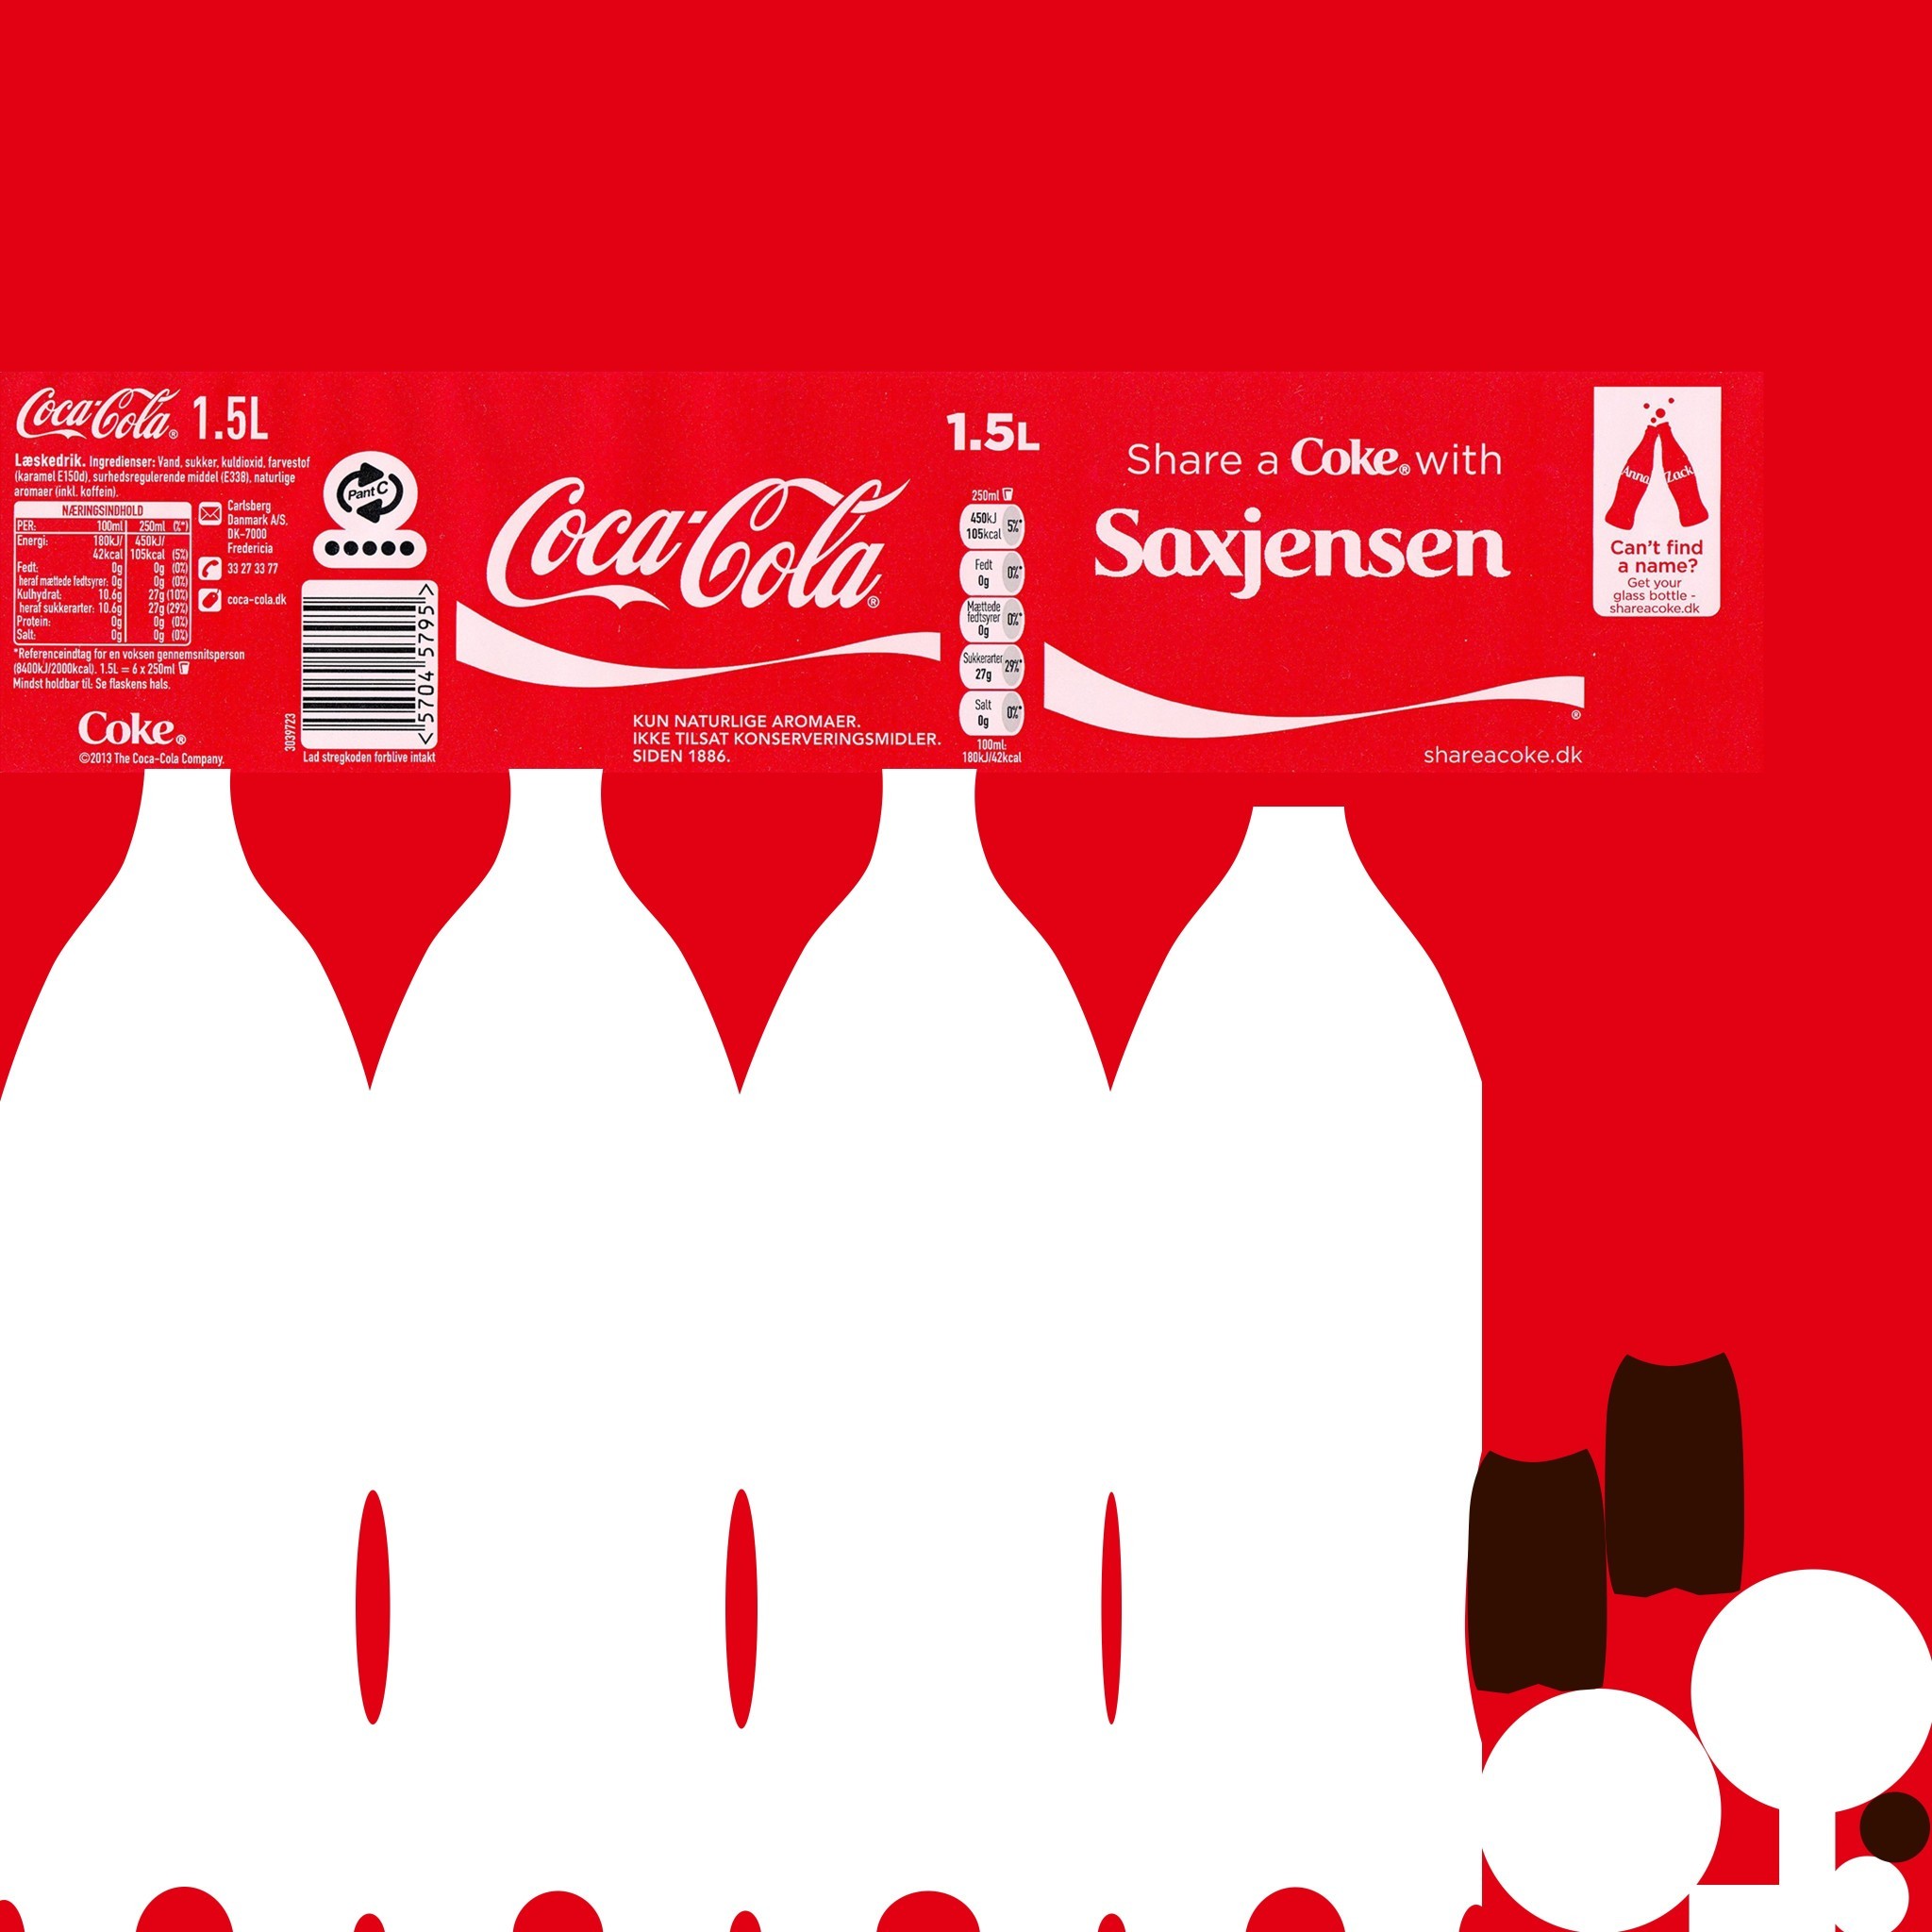 Coca-Cola® 1.5L
Læskedrik. Ingredienser: Vand, sukker, kuldioxid, farvestof
(karamel E150d), surhedsregulerende middel (E338), naturlige
aromaer (inkl. koffein).
NÆRINGSINDHOLD
PER: 100ml 250ml (%*)
Energi: 180kJ/ 450kJ/
42kcal 105kcal (5%)
Fedt: 0g 0g (0%)
heraf mættede fedtsyrer: 0g 0g (0%)
Kulhydrat: 10.6g 27g (10%)
heraf sukkerarter: 10.6g 27g (29%)
Protein: 0g 0g (0%)
Salt: 0g 0g (0%)
*Referenceindtag for en voksen gennemsnitsperson
(8400kJ/2000kcal). 1.5L = 6 x 250ml
Mindst holdbar til: Se flaskens hals.
Coke®
©2013 The Coca-Cola Company.
Carlsberg
Danmark A/S,
DK-7000
Fredericia
33 27 33 77
coca-cola.dk
Pant C
<5704 5795>
3039723
Lad stregkoden forblive intakt
Coca-Cola®
KUN NATURLIGE AROMAER.
IKKE TILSAT KONSERVERINGSMIDLER.
SIDEN 1886.
1.5L
250ml
450kJ
105kcal 5%*
Fedt
0g 0%*
Mættede
fedtsyrer
0g 0%*
Sukkerarter
27g 29%*
Salt
0g 0%*
100ml:
180kJ/42kcal
Share a Coke® with
Saxjensen
®
shareacoke.dk
Anna Zack
Can't find
a name?
Get your
glass bottle -
shareacoke.dk